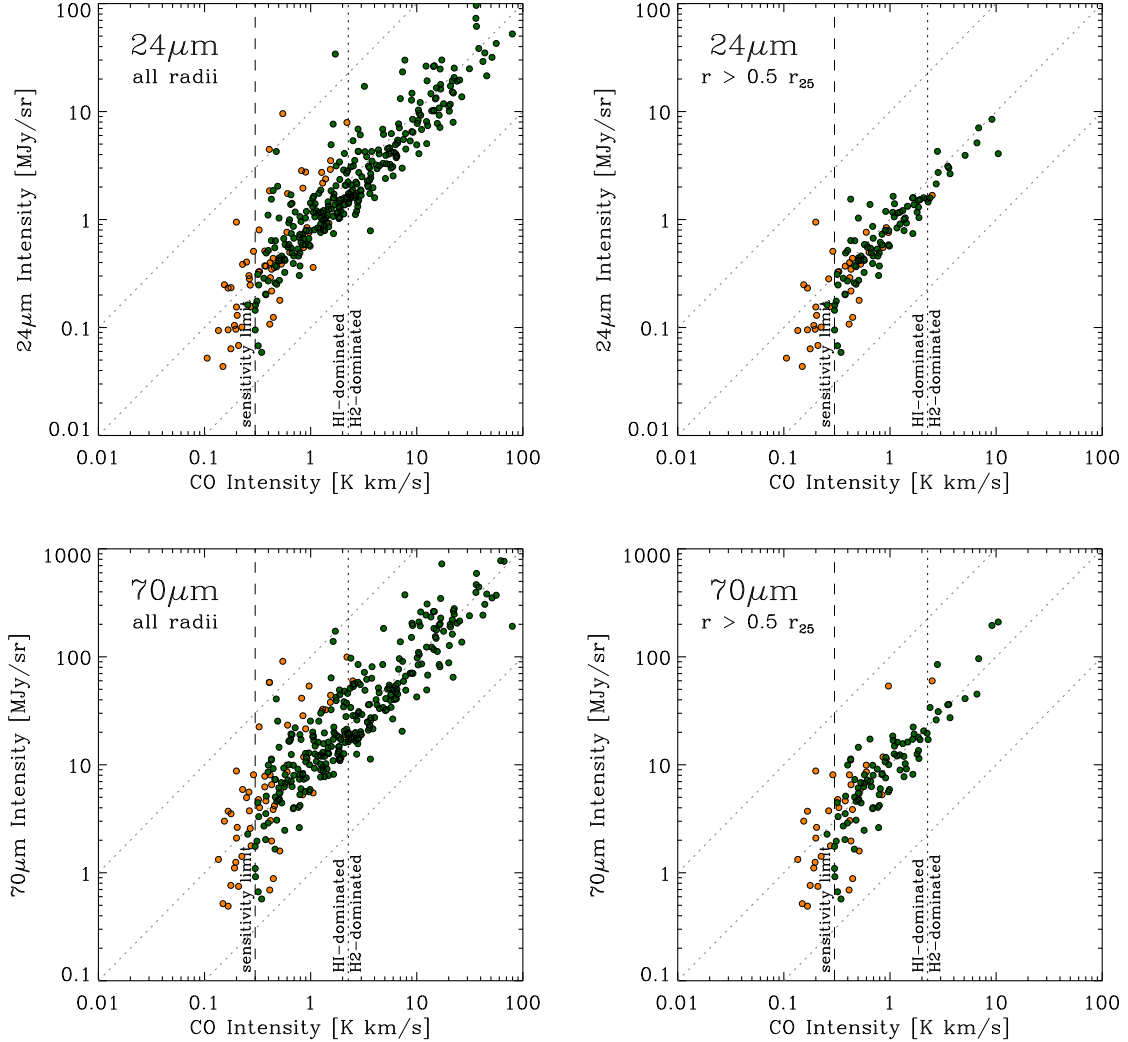 24μm
all radii
100
10
1
0.1
0.01
24μm Intensity [MJy/sr]
sensitivity limit
HI-dominated
H2-dominated
0.01 0.1 1 10 100
CO Intensity [K km/s]
24μm
r > 0.5 r25
100
10
1
0.1
0.01
24μm Intensity [MJy/sr]
sensitivity limit
HI-dominated
H2-dominated
0.01 0.1 1 10 100
CO Intensity [K km/s]
70μm
all radii
1000
100
10
1
0.1
70μm Intensity [MJy/sr]
sensitivity limit
HI-dominated
H2-dominated
0.01 0.1 1 10 100
CO Intensity [K km/s]
70μm
r > 0.5 r25
1000
100
10
1
0.1
70μm Intensity [MJy/sr]
sensitivity limit
HI-dominated
H2-dominated
0.01 0.1 1 10 100
CO Intensity [K km/s]